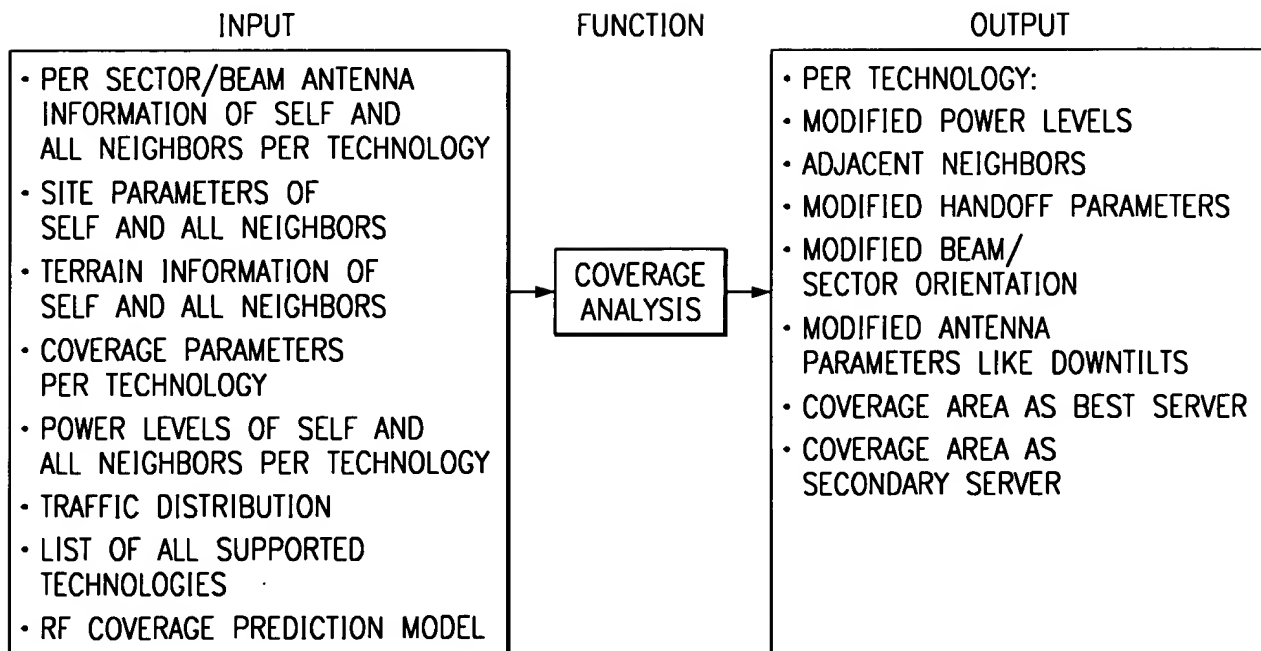 INPUT
· PER SECTOR/BEAM ANTENNA
INFORMATION OF SELF AND
ALL NEIGHBORS PER TECHNOLOGY
· SITE PARAMETERS OF
SELF AND ALL NEIGHBORS
· TERRAIN INFORMATION OF
SELF AND ALL NEIGHBORS
· COVERAGE PARAMETERS
PER TECHNOLOGY
· POWER LEVELS OF SELF AND
ALL NEIGHBORS PER TECHNOLOGY
· TRAFFIC DISTRIBUTION
· LIST OF ALL SUPPORTED
TECHNOLOGIES
· RF COVERAGE PREDICTION MODEL
FUNCTION
COVERAGE
ANALYSIS
OUTPUT
· PER TECHNOLOGY:
· MODIFIED POWER LEVELS
· ADJACENT NEIGHBORS
· MODIFIED HANDOFF PARAMETERS
· MODIFIED BEAM/
SECTOR ORIENTATION
· MODIFIED ANTENNA
PARAMETERS LIKE DOWNTILTS
· COVERAGE AREA AS BEST SERVER
· COVERAGE AREA AS
SECONDARY SERVER